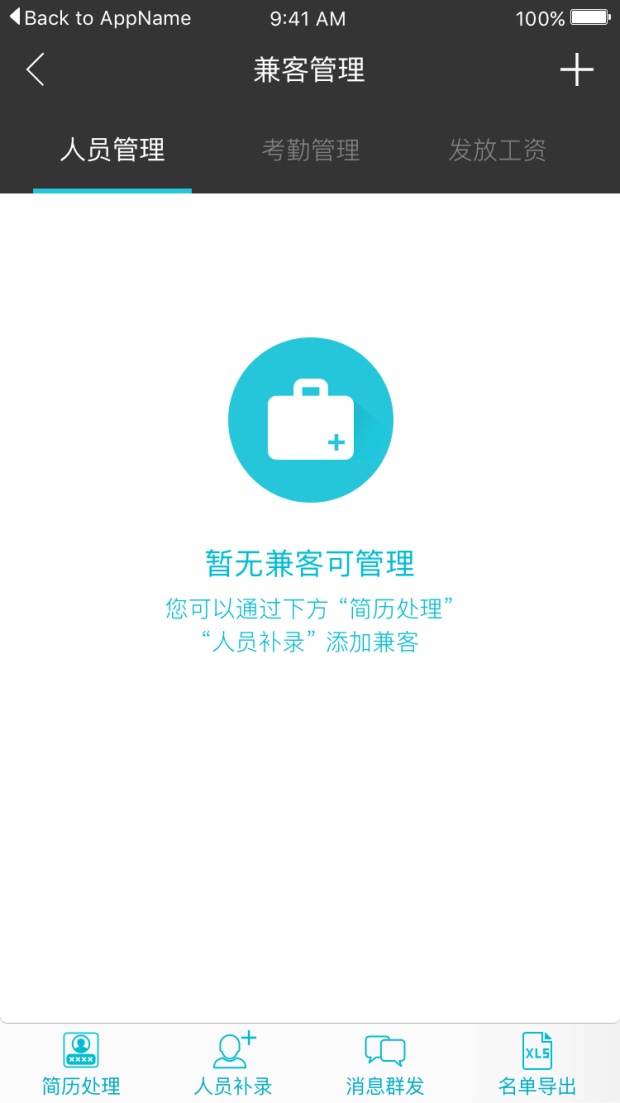 Back to AppName 9:41 AM 100%
兼客管理
人员管理 考勤管理 发放工资
暂无兼客可管理
您可以通过下方“简历处理”
“人员补录”添加兼客
XLS
简历处理 人员补录 消息群发 名单导出